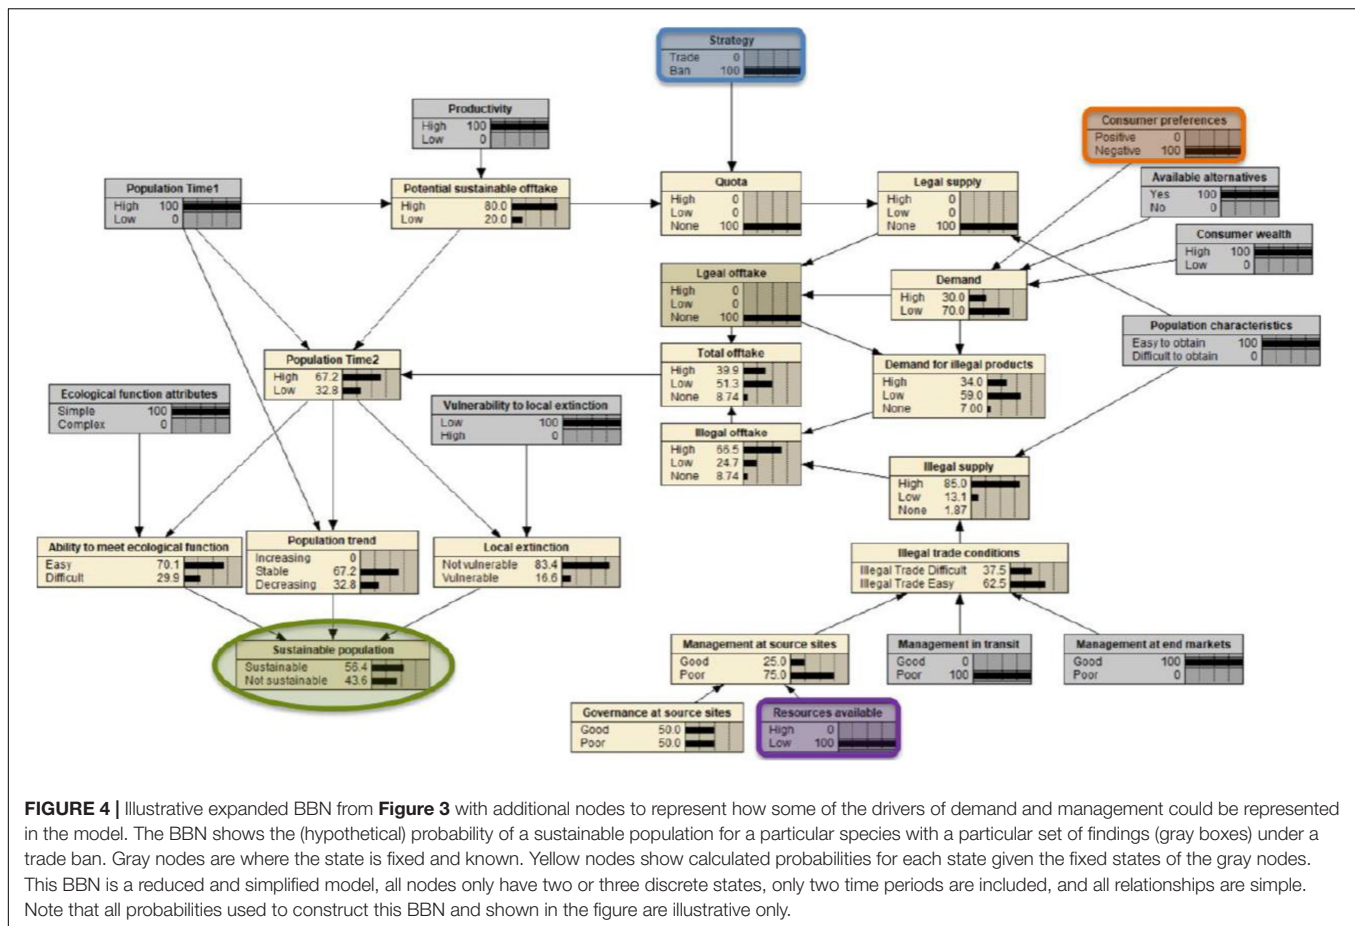 Strategy
Trade 0
Ban 100
Productivity
High 100
Low 0
Consumer preferences
Positive 0
Negative 100
Population Time1
High 100
Low 0
Potential sustainable offtake
High 80.0
Low 20.0
Quota
High 0
Low 0
None 100
Legal supply
High 0
Low 0
None 100
Available alternatives
Yes 100
No 0
Consumer wealth
High 100
Low 0
Lgeal offtake
High 0
Low 0
None 100
Demand
High 30.0
Low 70.0
Population characteristics
Easy to obtain 100
Difficult to obtain 0
Population Time2
High 67.2
Low 32.8
Total offtake
High 39.9
Low 51.3
None 8.74
Demand for illegal products
High 34.0
Low 59.0
None 7.00
Ecological function attributes
Simple 100
Complex 0
Vulnerability to local extinction
Low 100
High 0
Illegal offtake
High 66.5
Low 24.7
None 8.74
Illegal supply
High 85.0
Low 13.1
None 1.87
Ability to meet ecological function
Easy 70.1
Difficult 29.9
Population trend
Increasing 0
Stable 67.2
Decreasing 32.8
Local extinction
Not vulnerable 83.4
Vulnerable 16.6
Illegal trade conditions
Illegal Trade Difficult 37.5
Illegal Trade Easy 62.5
Sustainable population
Sustainable 56.4
Not sustainable 43.6
Management at source sites
Good 25.0
Poor 75.0
Management in transit
Good 0
Poor 100
Management at end markets
Good 100
Poor 0
Governance at source sites
Good 50.0
Poor 50.0
Resources available
High 0
Low 100
FIGURE 4 | Illustrative expanded BBN from Figure 3 with additional nodes to represent how some of the drivers of demand and management could be represented
in the model. The BBN shows the (hypothetical) probability of a sustainable population for a particular species with a particular set of findings (gray boxes) under a
trade ban. Gray nodes are where the state is fixed and known. Yellow nodes show calculated probabilities for each state given the fixed states of the gray nodes.
This BBN is a reduced and simplified model, all nodes only have two or three discrete states, only two time periods are included, and all relationships are simple.
Note that all probabilities used to construct this BBN and shown in the figure are illustrative only.